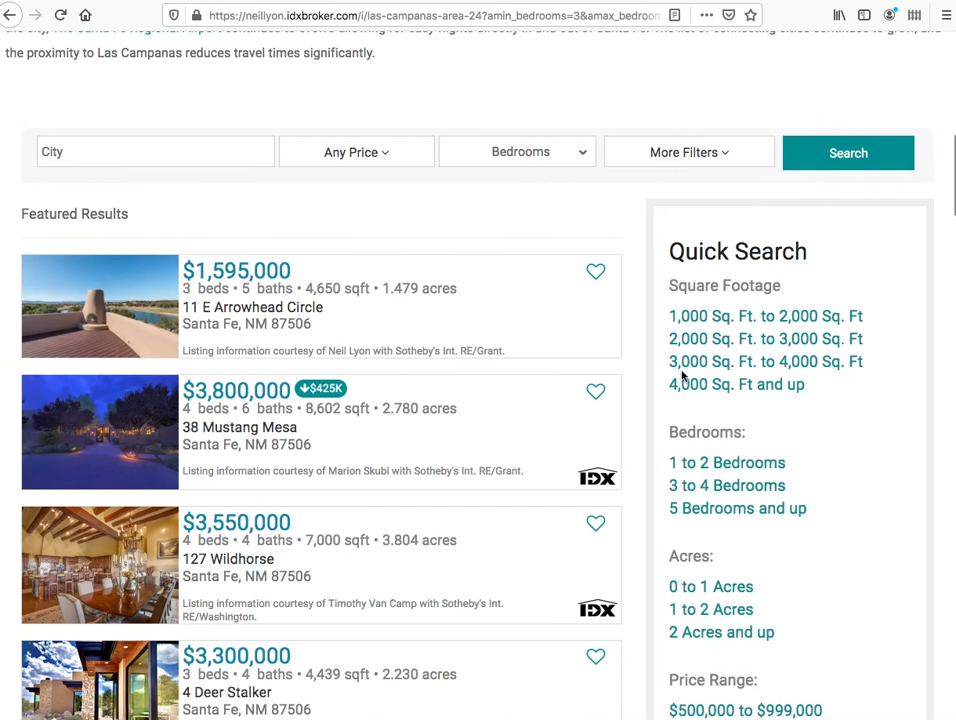 https://neillyon.idxbroker.com/i/las-campanas-area-24?amin_bedrooms=3&amax_bedroom
the proximity to Las Campanas reduces travel times significantly.
City
Any Price
Bedrooms
More Filters
Search
Featured Results
$1,595,000
3 beds • 5 baths • 4,650 sqft • 1.479 acres
11 E Arrowhead Circle
Santa Fe, NM 87506
Listing information courtesy of Neil Lyon with Sotheby's Int. RE/Grant.
$3,800,000 $425K
4 beds • 6 baths • 8,602 sqft • 2.780 acres
38 Mustang Mesa
Santa Fe, NM 87506
Listing information courtesy of Marion Skubi with Sotheby's Int. RE/Grant.
IDX
$3,550,000
4 beds • 4 baths • 7,000 sqft • 3.804 acres
127 Wildhorse
Santa Fe, NM 87506
Listing information courtesy of Timothy Van Camp with Sotheby's Int.
RE/Washington.
IDX
$3,300,000
3 beds • 4 baths • 4,439 sqft • 2.230 acres
4 Deer Stalker
Santa Fe, NM 87506
Quick Search
Square Footage
1,000 Sq. Ft. to 2,000 Sq. Ft
2,000 Sq. Ft. to 3,000 Sq. Ft
3,000 Sq. Ft. to 4,000 Sq. Ft
4,000 Sq. Ft and up
Bedrooms:
1 to 2 Bedrooms
3 to 4 Bedrooms
5 Bedrooms and up
Acres:
0 to 1 Acres
1 to 2 Acres
2 Acres and up
Price Range:
$500,000 to $999,000